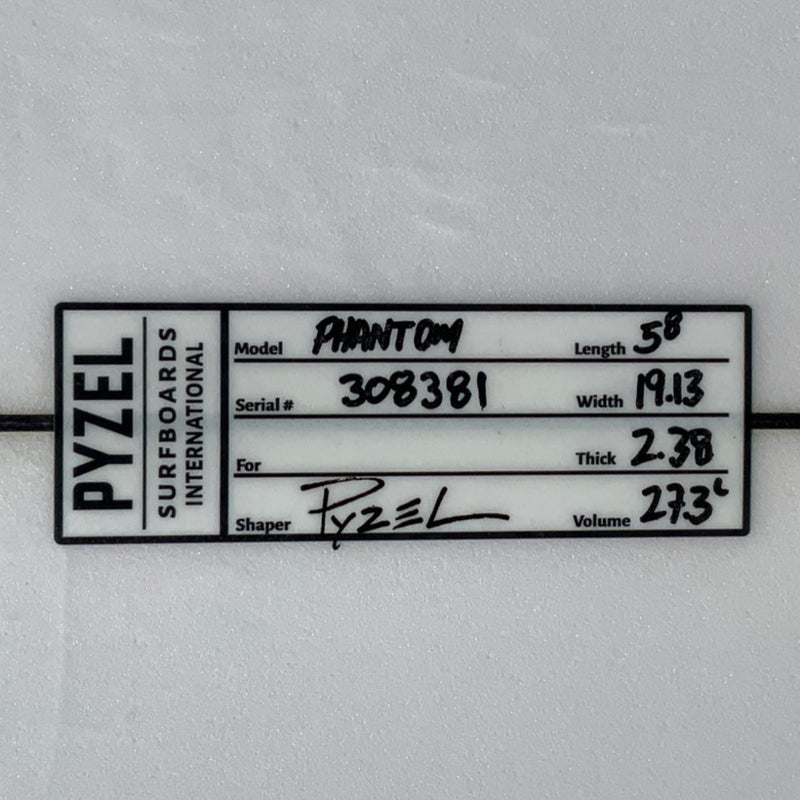 PYZEL
SURFBOARDS
INTERNATIONAL
Model PHANTOM Length 5⁸
Serial # 308381 Width 19.13
For Thick 2.38
Shaper PYZEL Volume 27.3ᴸ